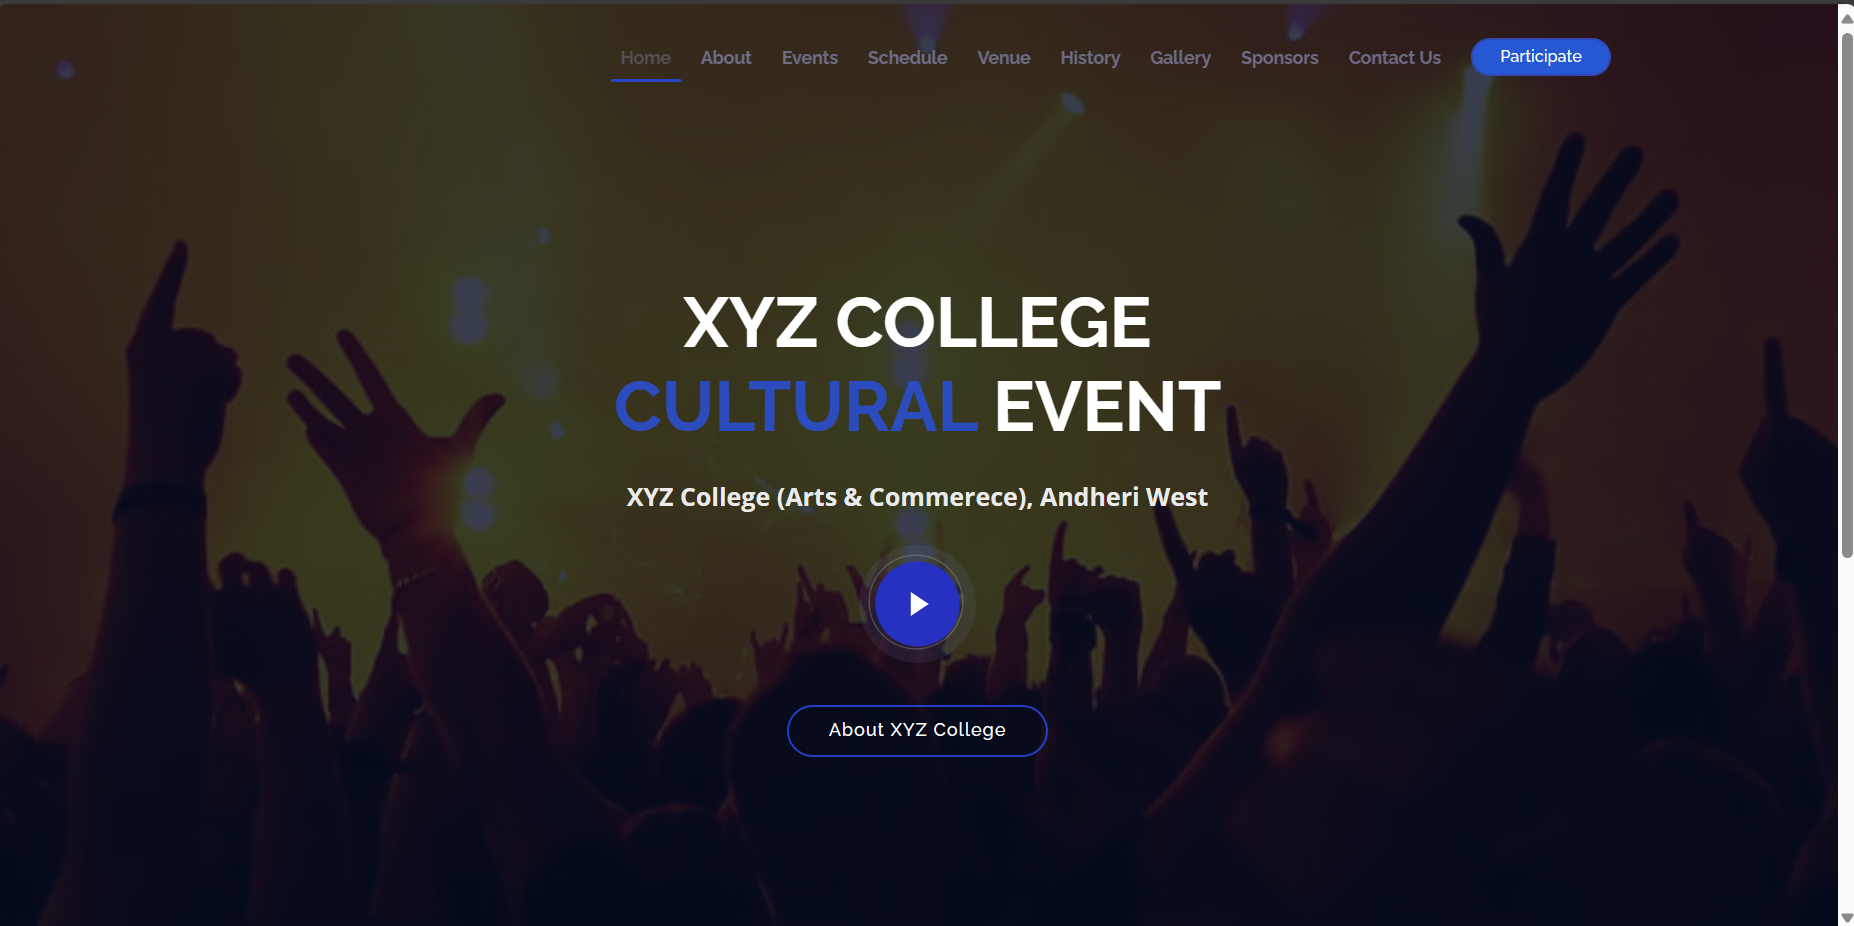 Home About Events Schedule Venue History Gallery Sponsors Contact Us Participate
XYZ COLLEGE
CULTURAL EVENT
XYZ College (Arts & Commerece), Andheri West
About XYZ College